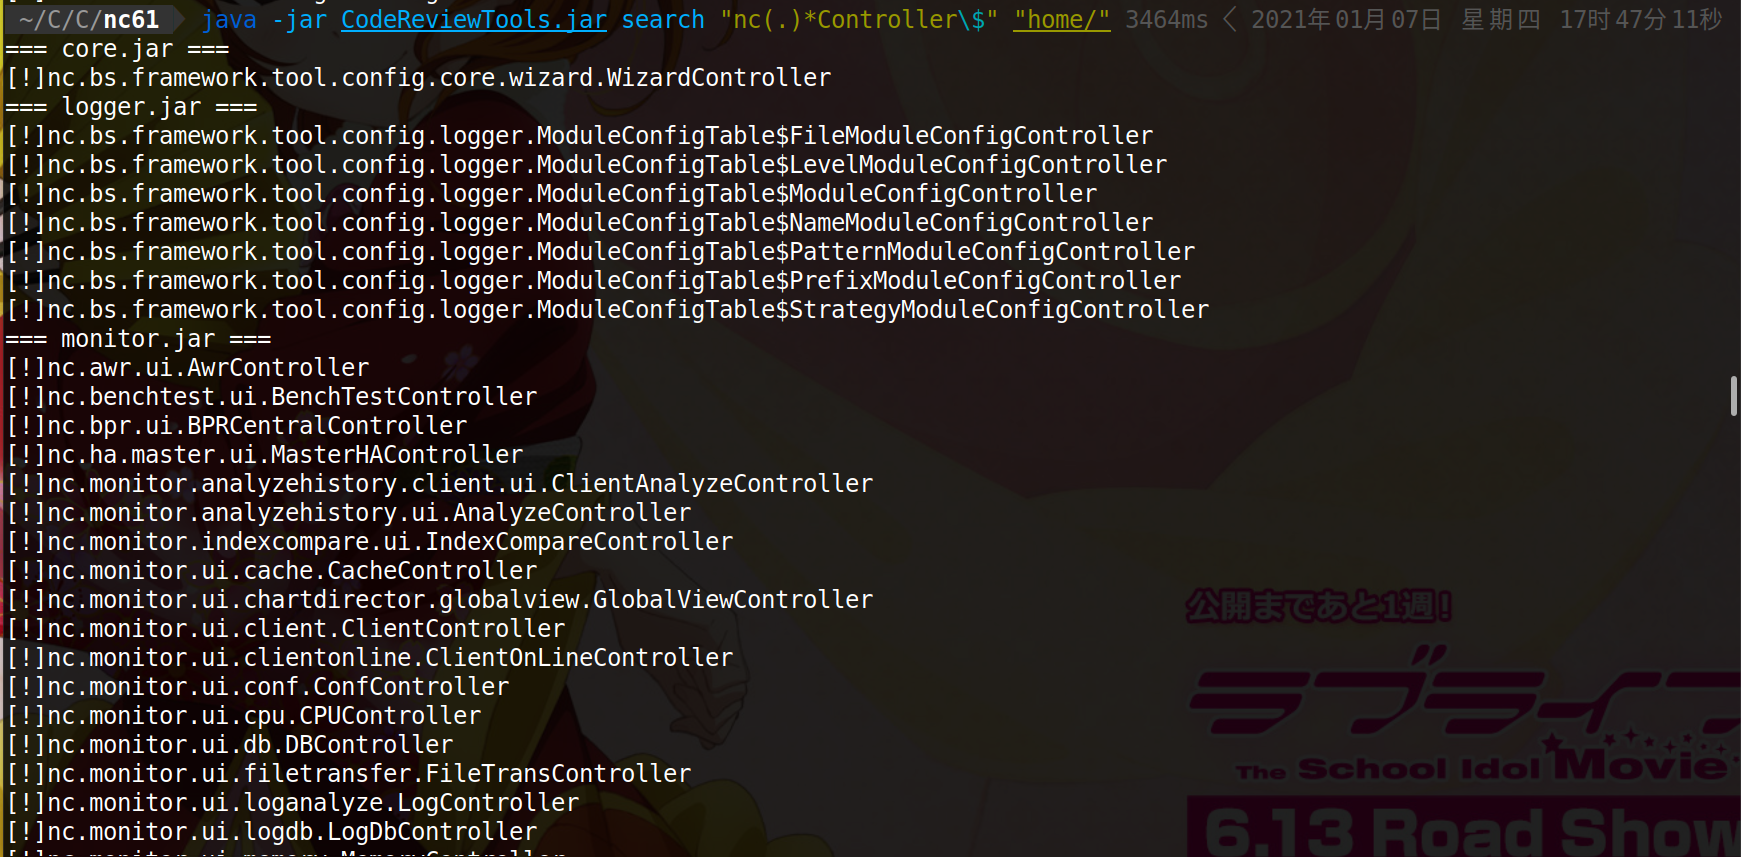 ~/C/C/nc61 java -jar CodeReviewTools.jar search "nc(.)*Controller\$" "home/" 3464ms < 2021年01月07日 星期四 17时47分11秒
=== core.jar ===
[!]nc.bs.framework.tool.config.core.wizard.WizardController
=== logger.jar ===
[!]nc.bs.framework.tool.config.logger.ModuleConfigTable$FileModuleConfigController
[!]nc.bs.framework.tool.config.logger.ModuleConfigTable$LevelModuleConfigController
[!]nc.bs.framework.tool.config.logger.ModuleConfigTable$ModuleConfigController
[!]nc.bs.framework.tool.config.logger.ModuleConfigTable$NameModuleConfigController
[!]nc.bs.framework.tool.config.logger.ModuleConfigTable$PatternModuleConfigController
[!]nc.bs.framework.tool.config.logger.ModuleConfigTable$PrefixModuleConfigController
[!]nc.bs.framework.tool.config.logger.ModuleConfigTable$StrategyModuleConfigController
=== monitor.jar ===
[!]nc.awr.ui.AwrController
[!]nc.benchtest.ui.BenchTestController
[!]nc.bpr.ui.BPRCentralController
[!]nc.ha.master.ui.MasterHAController
[!]nc.monitor.analyzehistory.client.ui.ClientAnalyzeController
[!]nc.monitor.analyzehistory.ui.AnalyzeController
[!]nc.monitor.indexcompare.ui.IndexCompareController
[!]nc.monitor.ui.cache.CacheController
[!]nc.monitor.ui.chartdirector.globalview.GlobalViewController
[!]nc.monitor.ui.client.ClientController
[!]nc.monitor.ui.clientonline.ClientOnLineController
[!]nc.monitor.ui.conf.ConfController
[!]nc.monitor.ui.cpu.CPUController
[!]nc.monitor.ui.db.DBController
[!]nc.monitor.ui.filetransfer.FileTransController
[!]nc.monitor.ui.loganalyze.LogController
[!]nc.monitor.ui.logdb.LogDbController
[!]nc.monitor.ui.memory.MemoryController
公開まであと1週!
ラブライブ
The School Idol Movie
6.13 Road Show